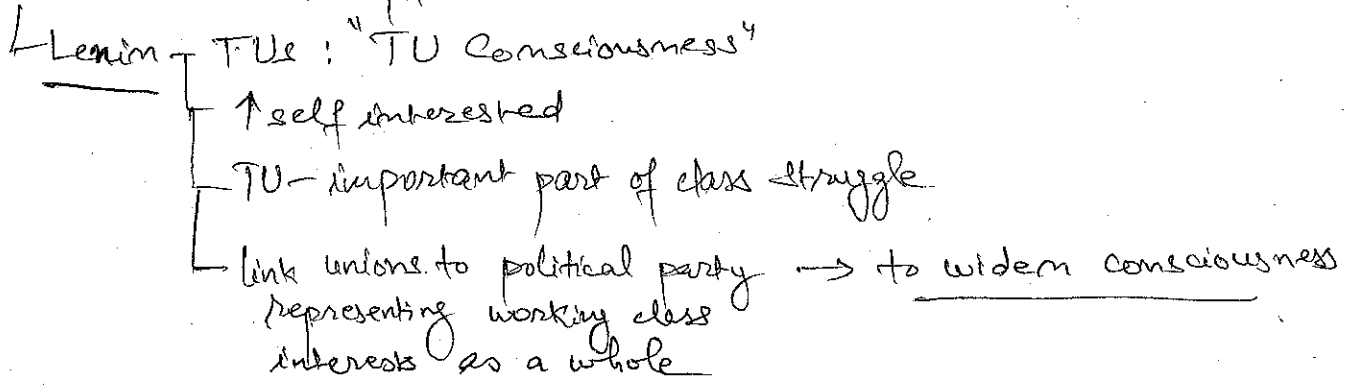 Lenin - TUs : "TU Consciousness"
↑ self interested
TU - important part of class struggle
link unions to political party → to widen consciousness
representing working class
interests as a whole